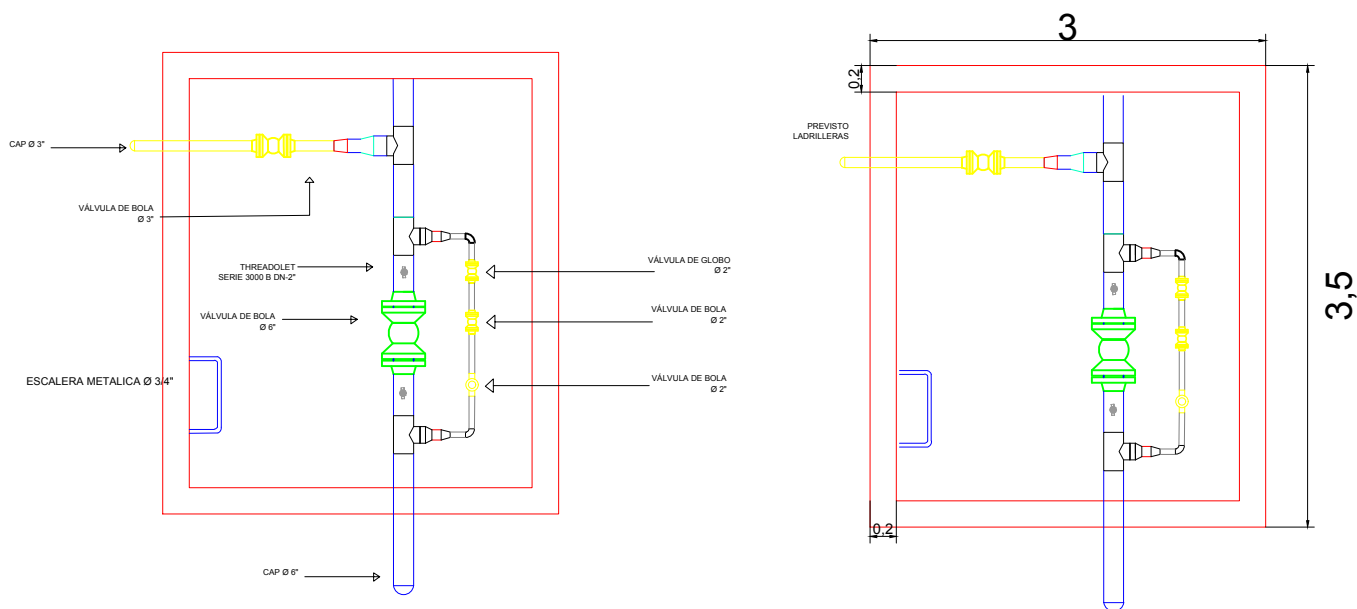 CAP Ø 3"
VÁLVULA DE BOLA
Ø 3"
THREADOLET
SERIE 3000 B DN-2"
VÁLVULA DE BOLA
Ø 6"
ESCALERA METALICA Ø 3/4"
CAP Ø 6"
VÁLVULA DE GLOBO
Ø 2"
VÁLVULA DE BOLA
Ø 2"
VÁLVULA DE BOLA
Ø 2"
3
0,2
PREVISTO
LADRILLERAS
3,5
0,2